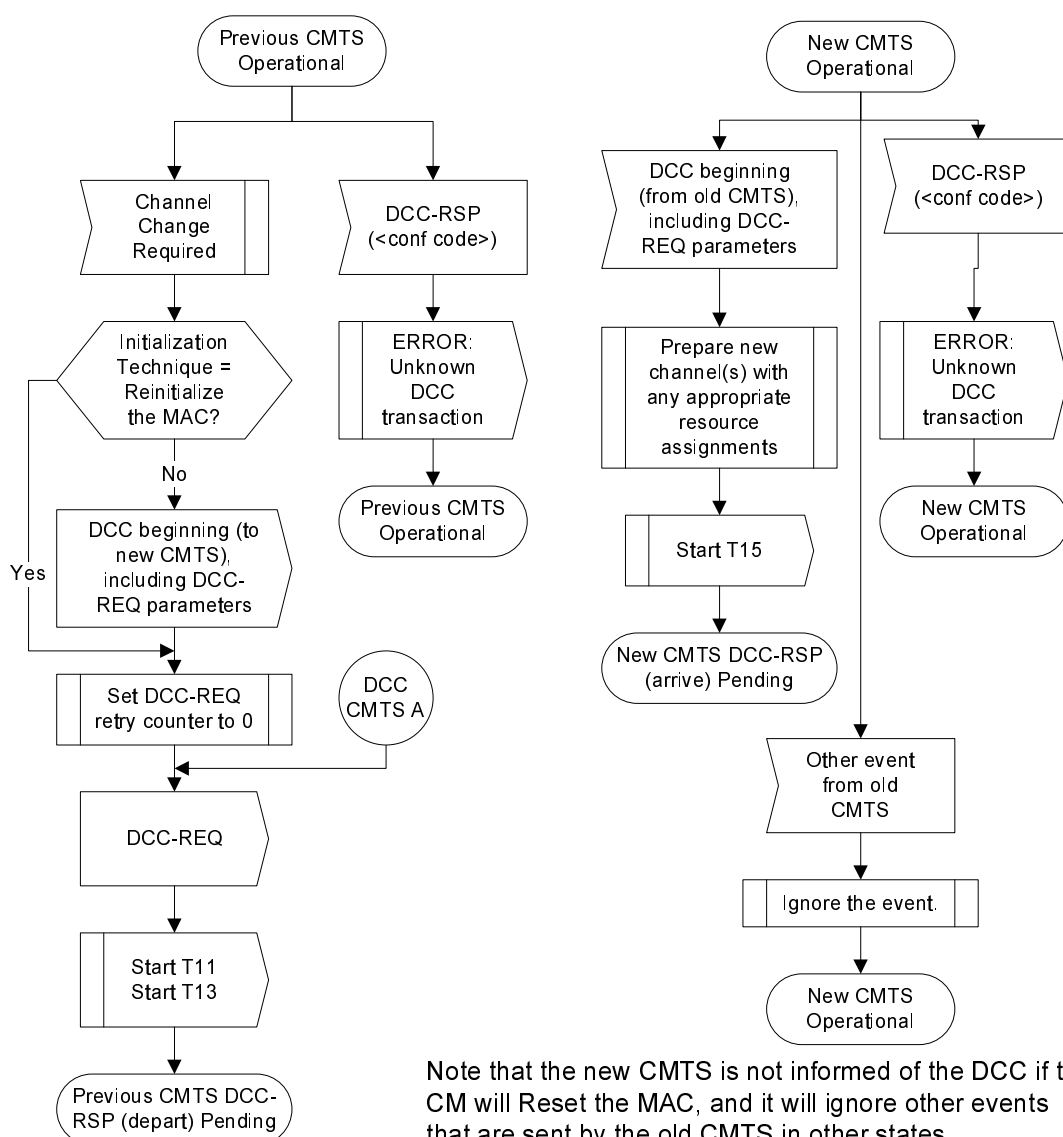 Previous CMTS
Operational
Channel
Change
Required
DCC-RSP
(<conf code>)
Initialization
Technique =
Reinitialize
the MAC?
ERROR:
Unknown
DCC
transaction
No
Previous CMTS
Operational
DCC beginning (to
new CMTS),
including DCC-
REQ parameters
Yes
Set DCC-REQ
retry counter to 0
DCC
CMTS A
DCC-REQ
Start T11
Start T13
Previous CMTS DCC-
RSP (depart) Pending
New CMTS
Operational
DCC beginning
(from old CMTS),
including DCC-
REQ parameters
DCC-RSP
(<conf code>)
Prepare new
channel(s) with
any appropriate
resource
assignments
ERROR:
Unknown
DCC
transaction
New CMTS
Operational
Start T15
New CMTS DCC-RSP
(arrive) Pending
Other event
from old
CMTS
Ignore the event.
New CMTS
Operational
Note that the new CMTS is not informed of the DCC if
CM will Reset the MAC, and it will ignore other events
that are sent by the old CMTS in other states